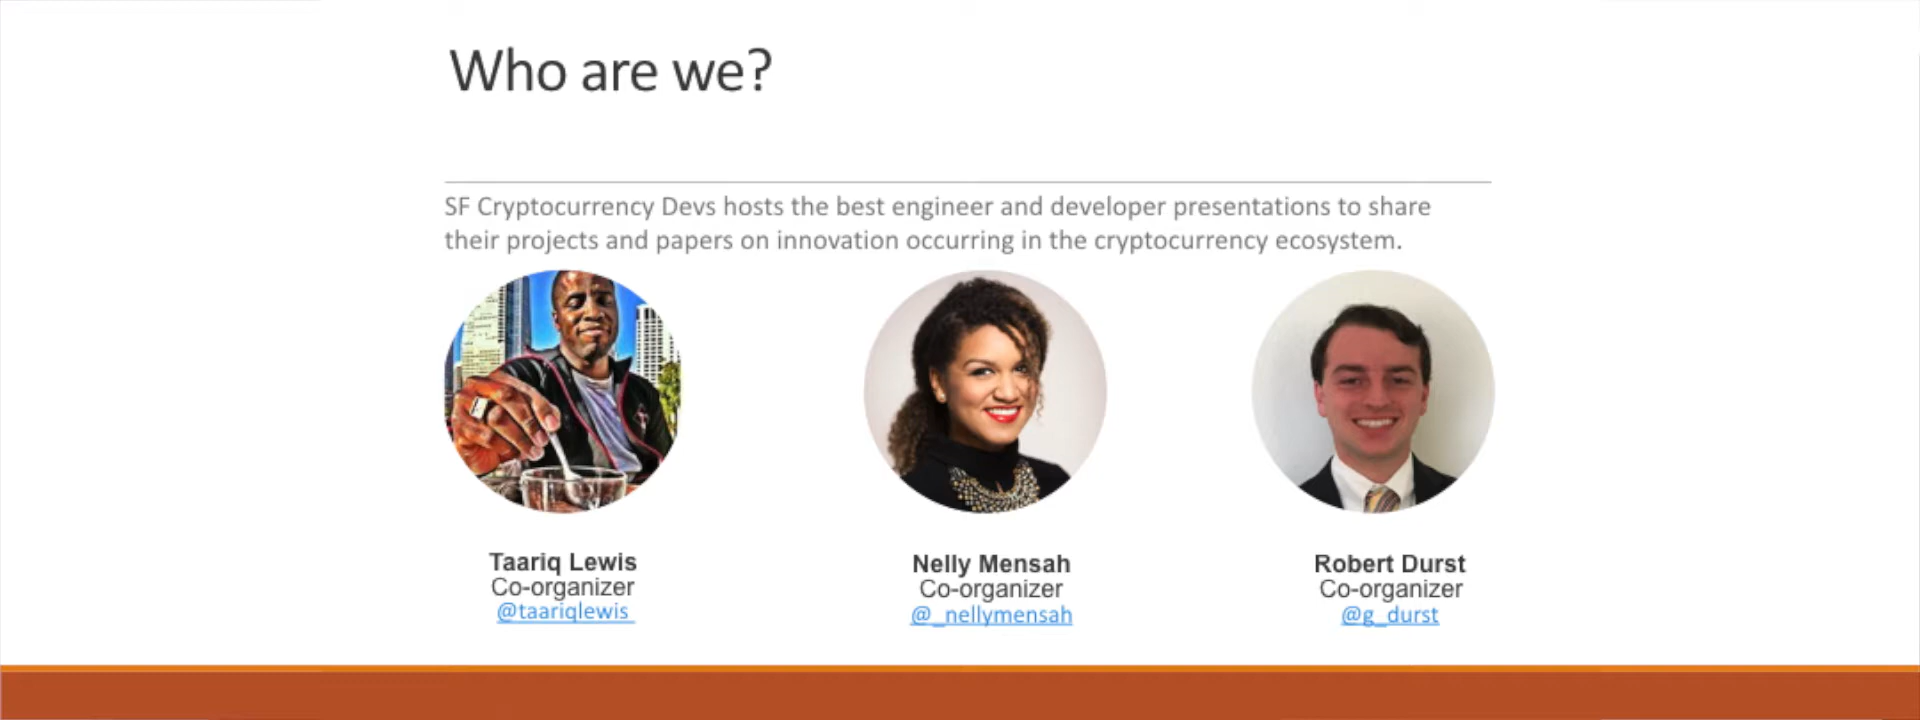 Who are we?
SF Cryptocurrency Devs hosts the best engineer and developer presentations to share
their projects and papers on innovation occurring in the cryptocurrency ecosystem.
Taariq Lewis
Co-organizer
@taariqlewis
Nelly Mensah
Co-organizer
@_nellymensah
Robert Durst
Co-organizer
@g_durst